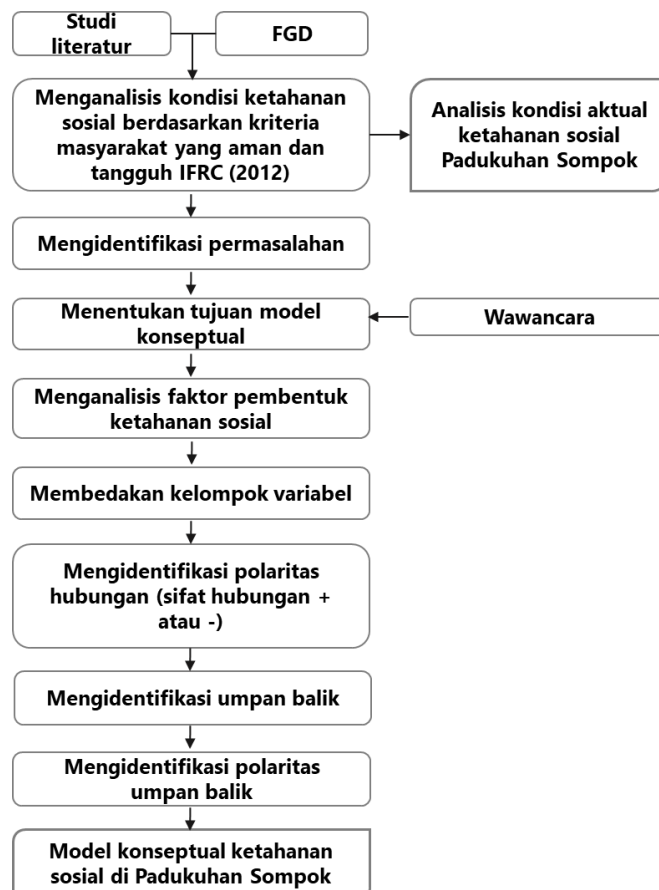 Studi
literatur
FGD
Menganalisis kondisi ketahanan
sosial berdasarkan kriteria
masyarakat yang aman dan
tangguh IFRC (2012)
Analisis kondisi aktual
ketahanan sosial
Padukuhan Sompok
Mengidentifikasi permasalahan
Menentukan tujuan model
konseptual
Wawancara
Menganalisis faktor pembentuk
ketahanan sosial
Membedakan kelompok variabel
Mengidentifikasi polaritas
hubungan (sifat hubungan +
atau -)
Mengidentifikasi umpan balik
Mengidentifikasi polaritas
umpan balik
Model konseptual ketahanan
sosial di Padukuhan Sompok